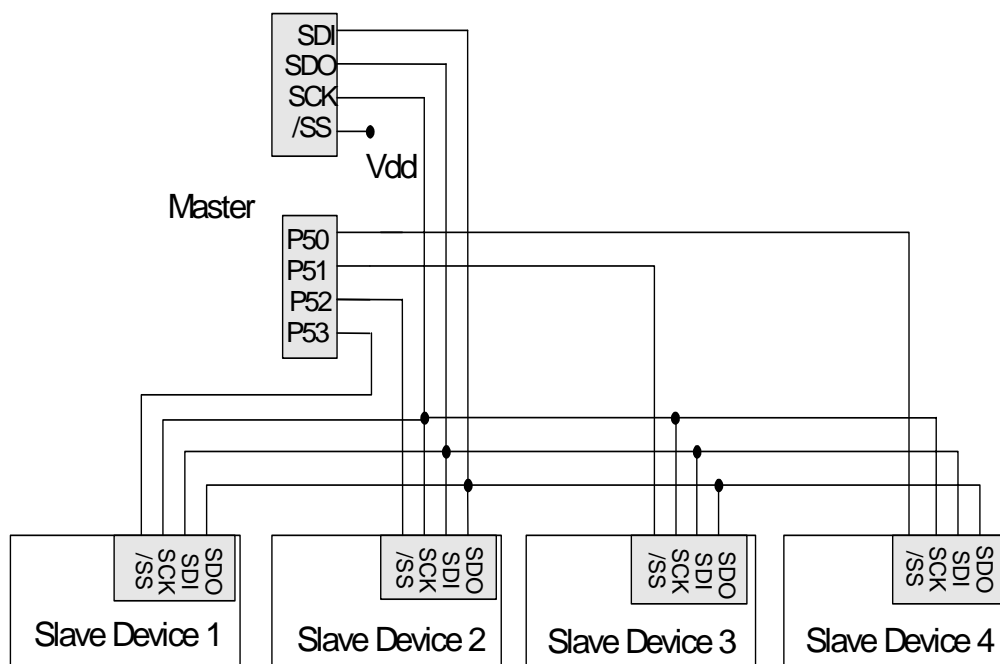 SDI
SDO
SCK
/SS
Vdd
Master
P50
P51
P52
P53
/SS
SCK
SDI
SDO
/SS
SCK
SDI
SDO
/SS
SCK
SDI
SDO
/SS
SCK
SDI
SDO
Slave Device 1
Slave Device 2
Slave Device 3
Slave Device 4